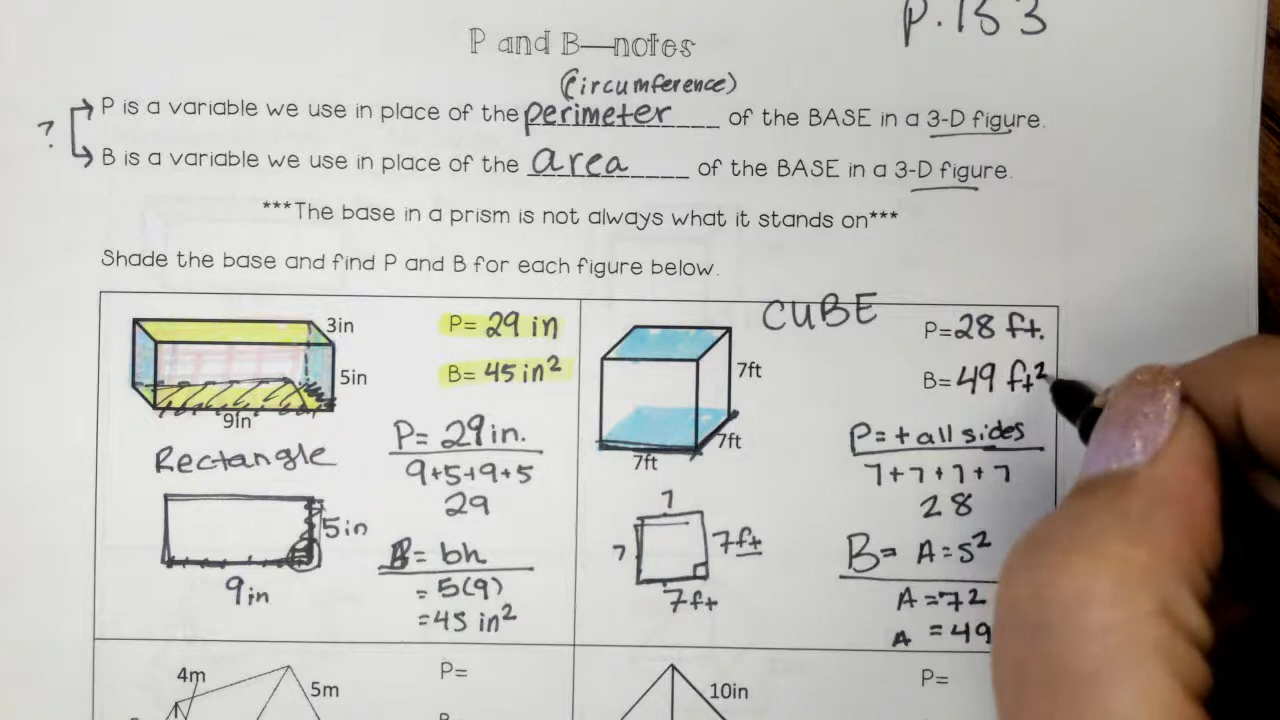 p.153
P and B—notes
(Circumference)
? P is a variable we use in place of the perimeter of the BASE in a 3-D figure.
B is a variable we use in place of the area of the BASE in a 3-D figure.
***The base in a prism is not always what it stands on***
Shade the base and find P and B for each figure below.
3in
5in
9in
P= 29 in
B= 45 in²
Rectangle
5in
9in
P= 29in.
9+5+9+5
29
B= bh
= 5(9)
=45 in²
CUBE
7ft
7ft
7ft
P=28 ft.
B=49 ft²
7
7
7ft
7ft
P=+all sides
7+7+7+7
28
B= A=s²
A=7²
A =49
4m
5m
P=
10in
P=